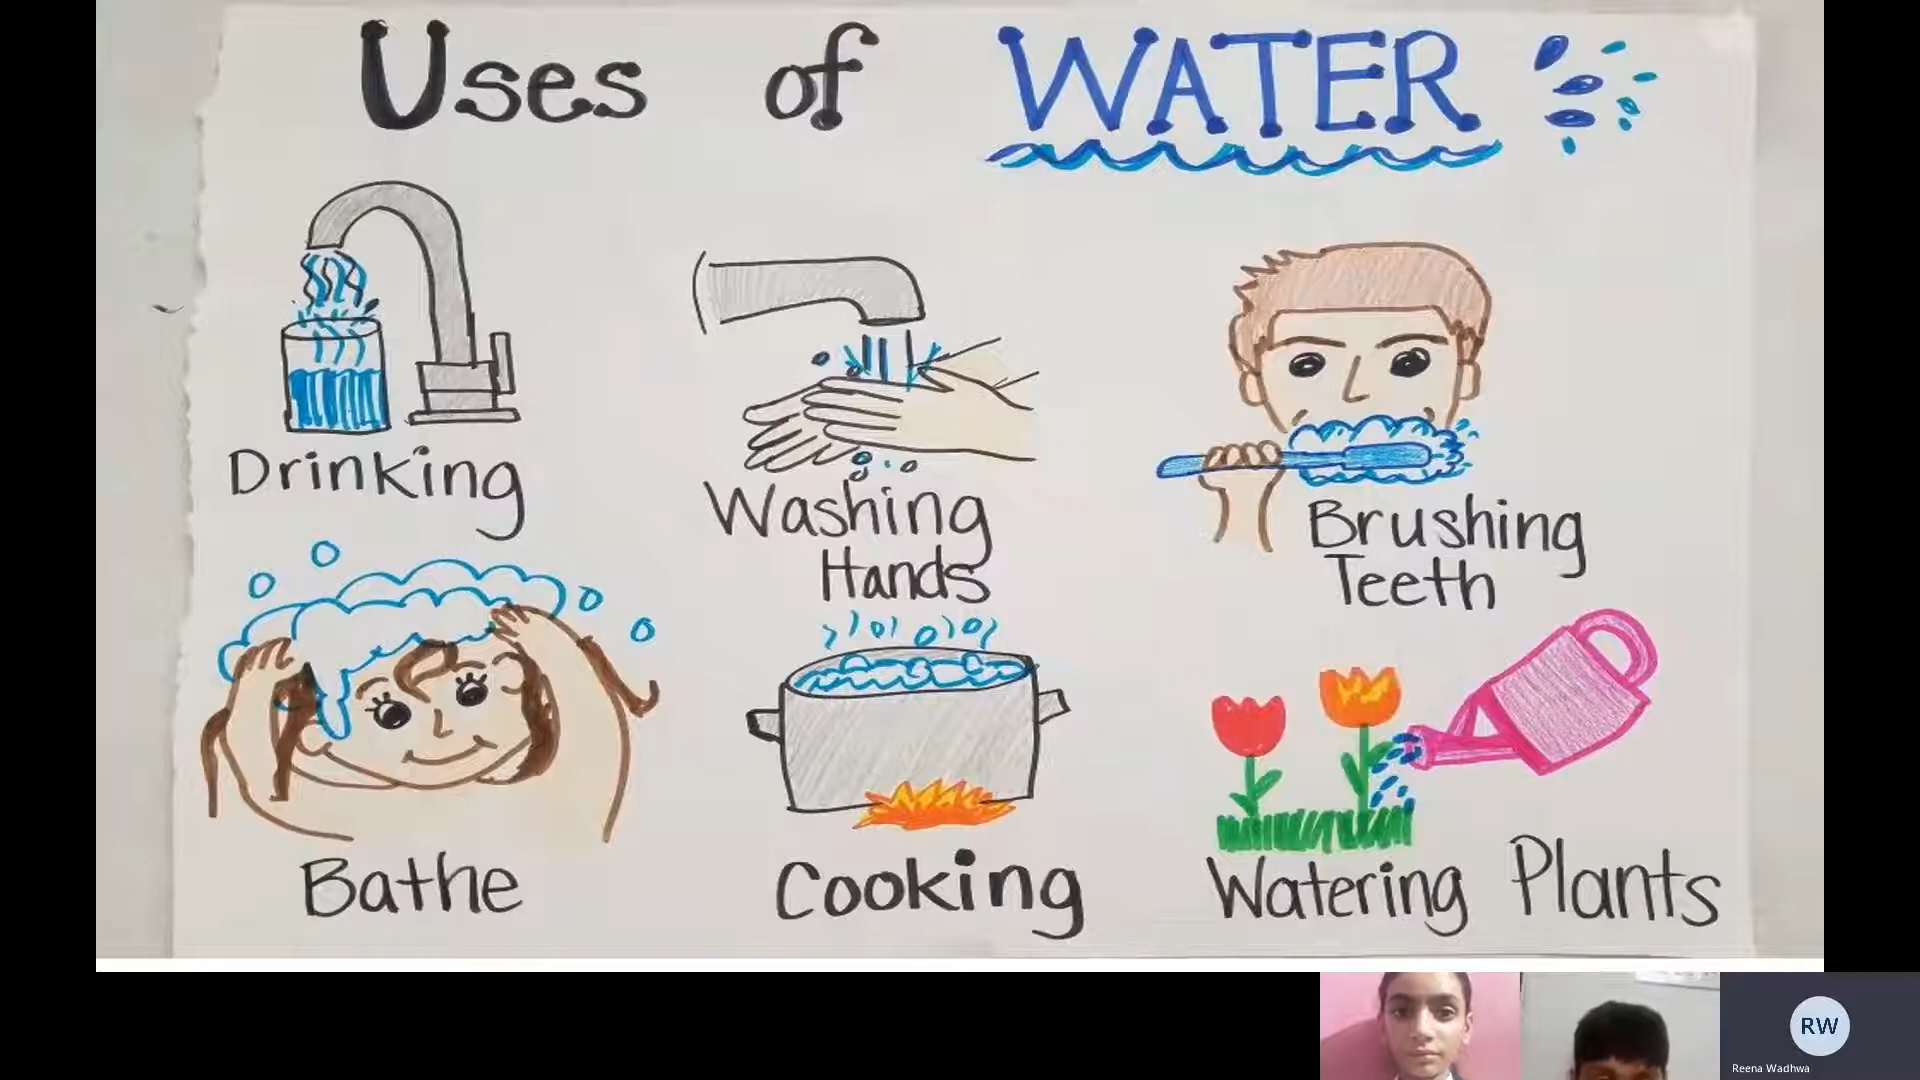 Uses of WATER
Drinking
Washing
Hands
Brushing
Teeth
Bathe
Cooking
Watering Plants
RW
Reena Wadhwa